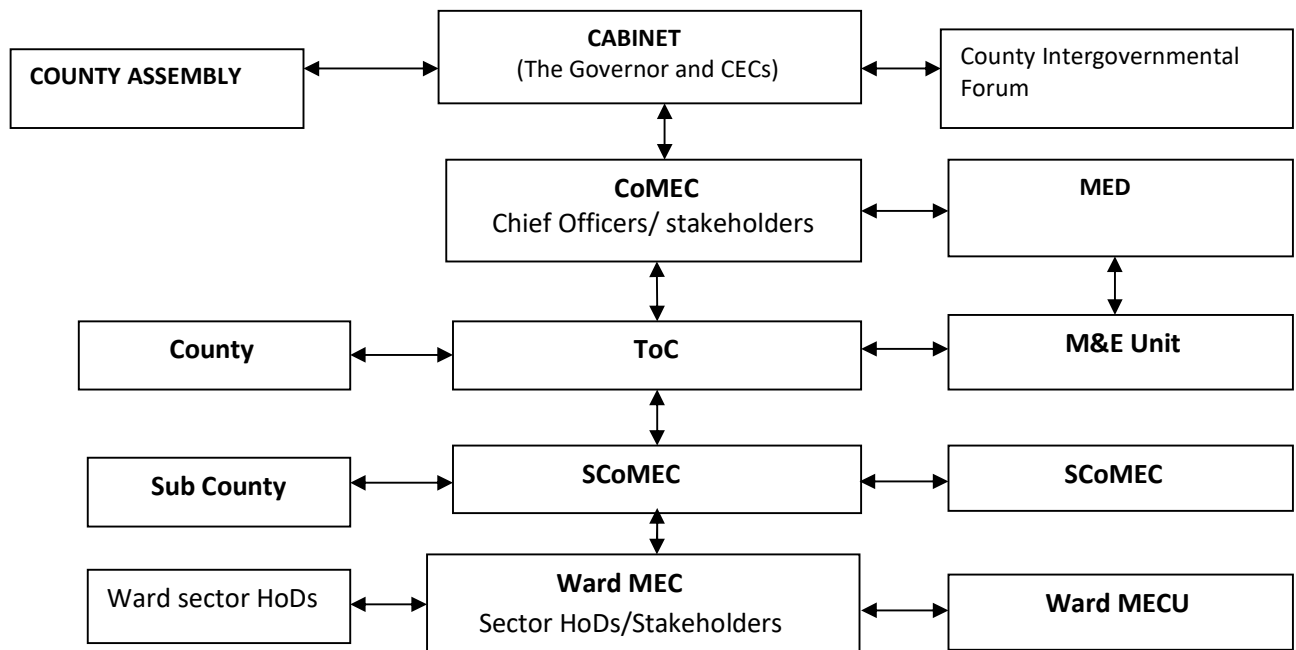 CABINET
(The Governor and CECs)
COUNTY ASSEMBLY
County Intergovernmental
Forum
CoMEC
Chief Officers/ stakeholders
MED
County
ToC
M&E Unit
Sub County
SCoMEC
SCoMEC
Ward sector HoDs
Ward MEC
Sector HoDs/Stakeholders
Ward MECU